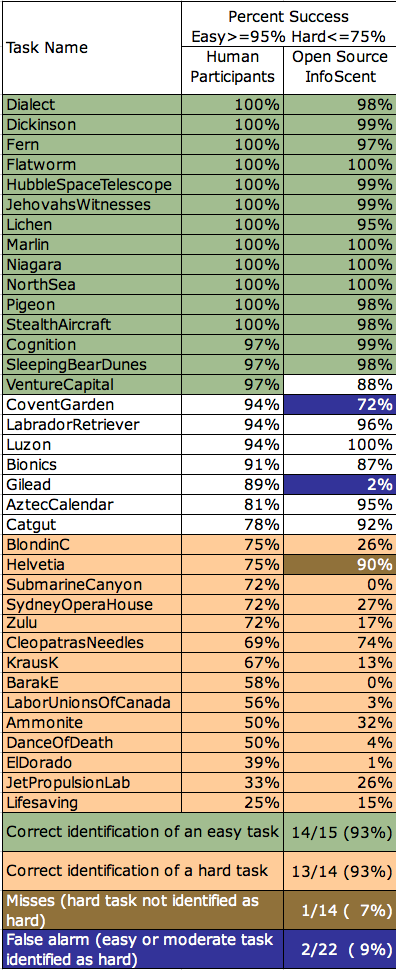 Task Name
Percent Success
Easy>=95% Hard<=75%
Human Participants
Open Source InfoScent
Dialect 100% 98%
Dickinson 100% 99%
Fern 100% 97%
Flatworm 100% 100%
HubbleSpaceTelescope 100% 99%
JehovahsWitnesses 100% 99%
Lichen 100% 95%
Marlin 100% 100%
Niagara 100% 100%
NorthSea 100% 100%
Pigeon 100% 98%
StealthAircraft 100% 98%
Cognition 97% 99%
SleepingBearDunes 97% 98%
VentureCapital 97% 88%
CoventGarden 94% 72%
LabradorRetriever 94% 96%
Luzon 94% 100%
Bionics 91% 87%
Gilead 89% 2%
AztecCalendar 81% 95%
Catgut 78% 92%
BlondinC 75% 26%
Helvetia 75% 90%
SubmarineCanyon 72% 0%
SydneyOperaHouse 72% 27%
Zulu 72% 17%
CleopatrasNeedles 69% 74%
KrausK 67% 13%
BarakE 58% 0%
LaborUnionsOfCanada 56% 3%
Ammonite 50% 32%
DanceOfDeath 50% 4%
ElDorado 39% 1%
JetPropulsionLab 33% 26%
Lifesaving 25% 15%
Correct identification of an easy task 14/15 (93%)
Correct identification of a hard task 13/14 (93%)
Misses (hard task not identified as
hard) 1/14 ( 7%)
False alarm (easy or moderate task
identified as hard) 2/22 ( 9%)